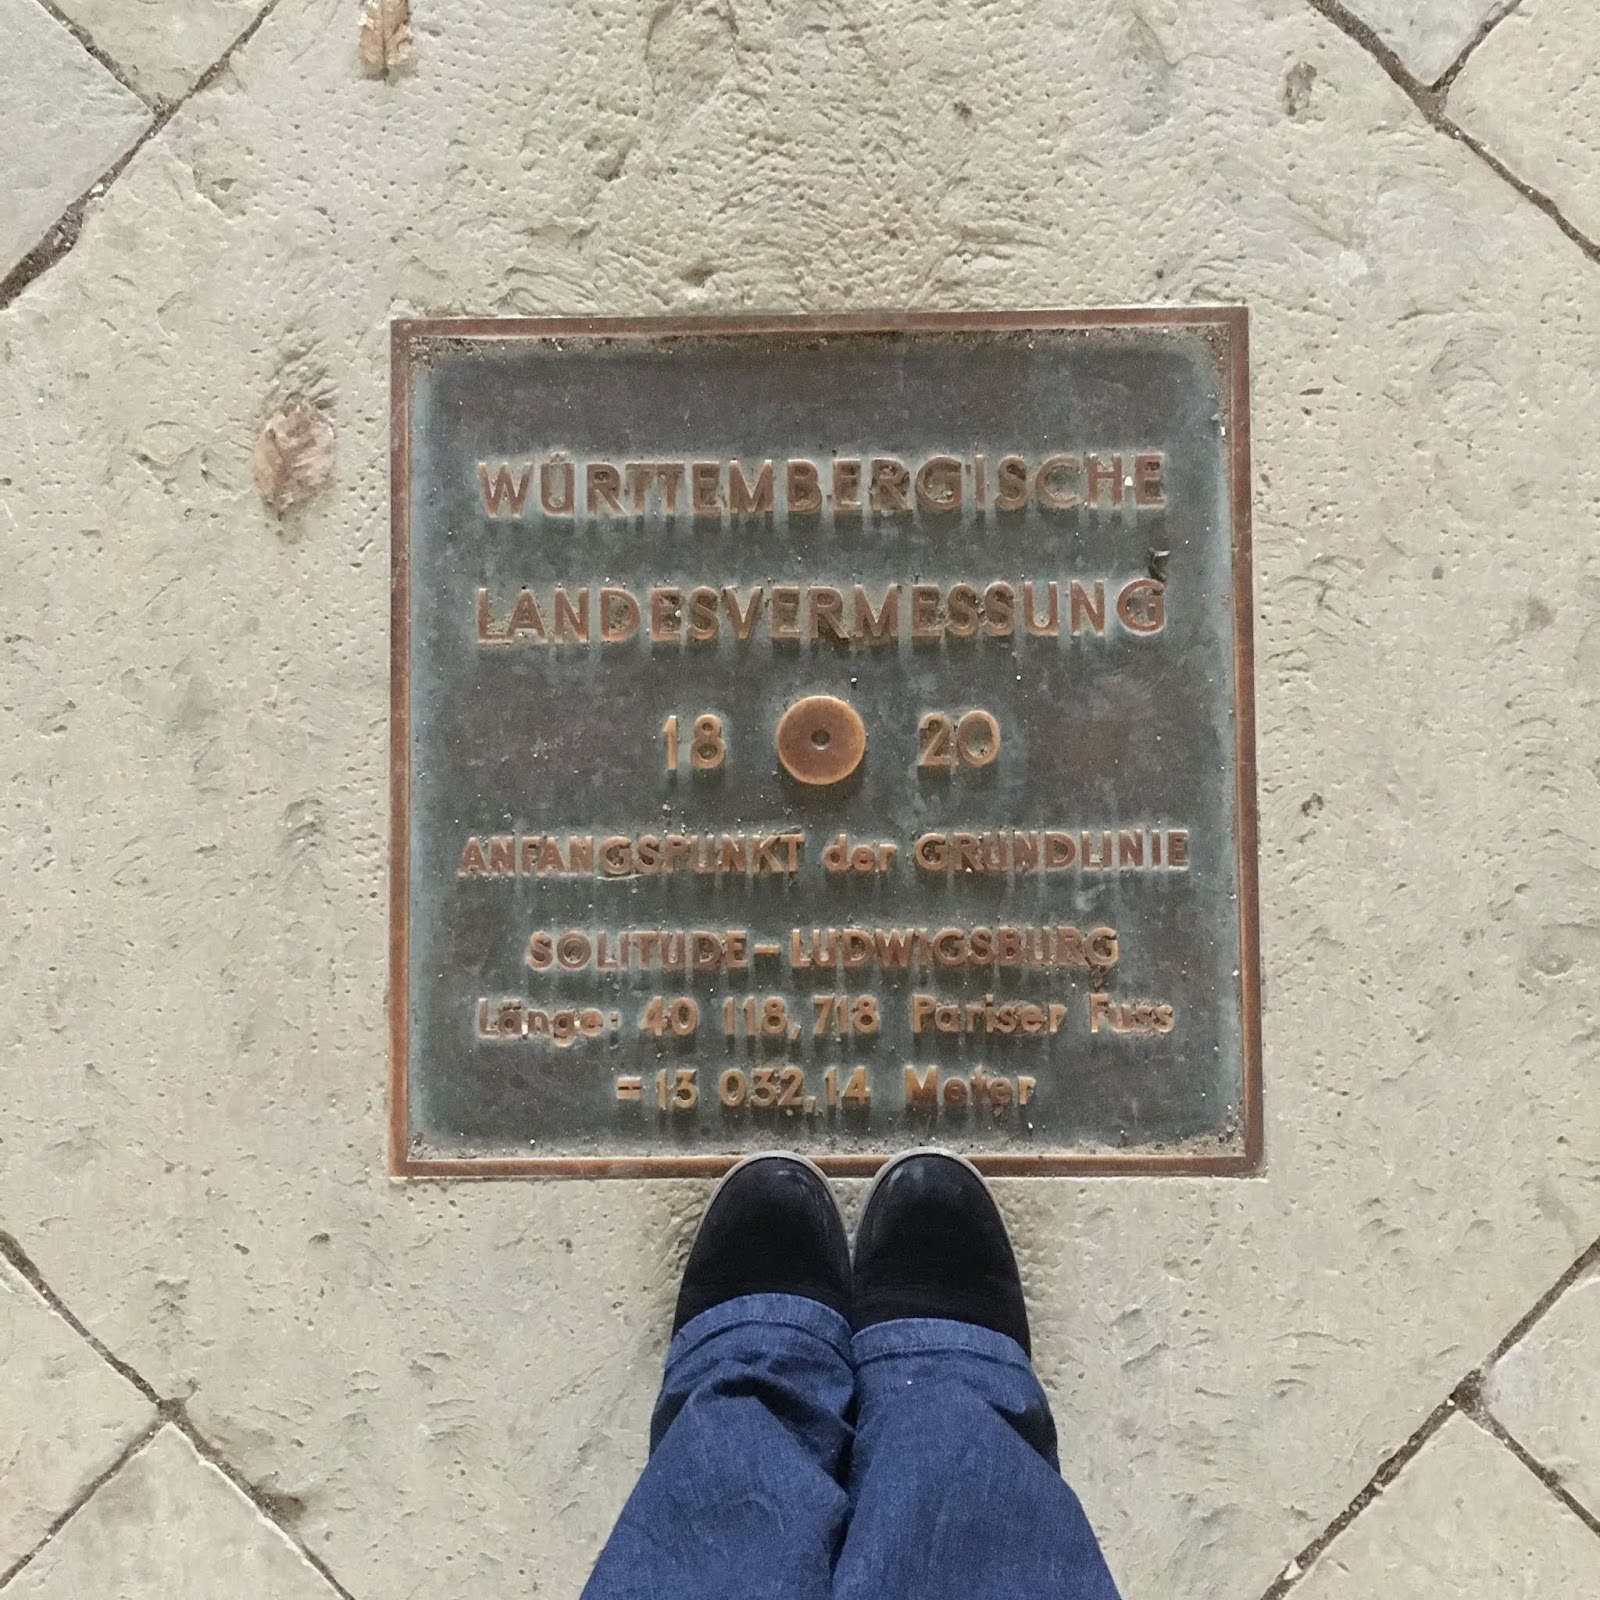 WÜRTTEMBERGISCHE
LANDESVERMESSUNG
18 20
ANFANGSPUNKT der GRUNDLINIE
SOLITUDE–LUDWIGSBURG
Länge: 40 118,718 Pariser Fuss
=13 032,14 Meter